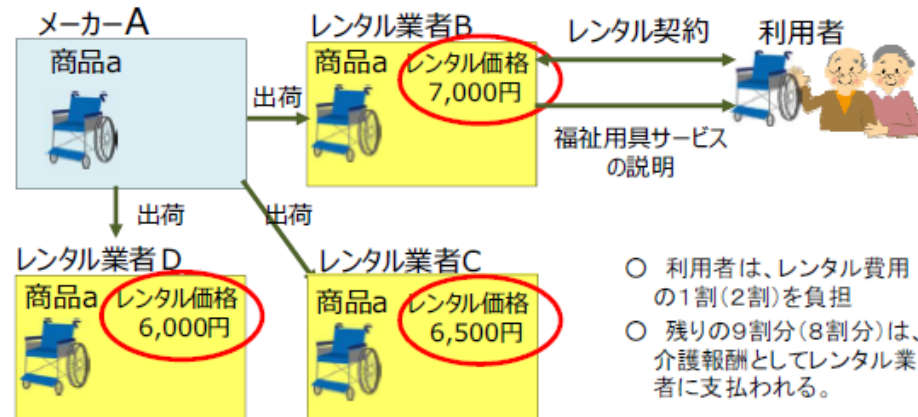 メーカーA
商品a
出荷
レンタル業者B
商品a
レンタル価格
7,000円
レンタル契約
利用者
福祉用具サービス
の説明
出荷
出荷
レンタル業者D
商品a
レンタル価格
6,000円
レンタル業者C
商品a
レンタル価格
6,500円
○ 利用者は、レンタル費用
の1割(2割)を負担
○ 残りの9割分(8割分)は、
介護報酬としてレンタル業
者に支払われる。